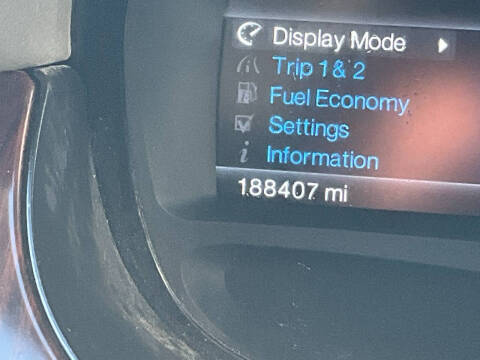 Display Mode
Trip 1 & 2
Fuel Economy
Settings
i Information
188407 mi